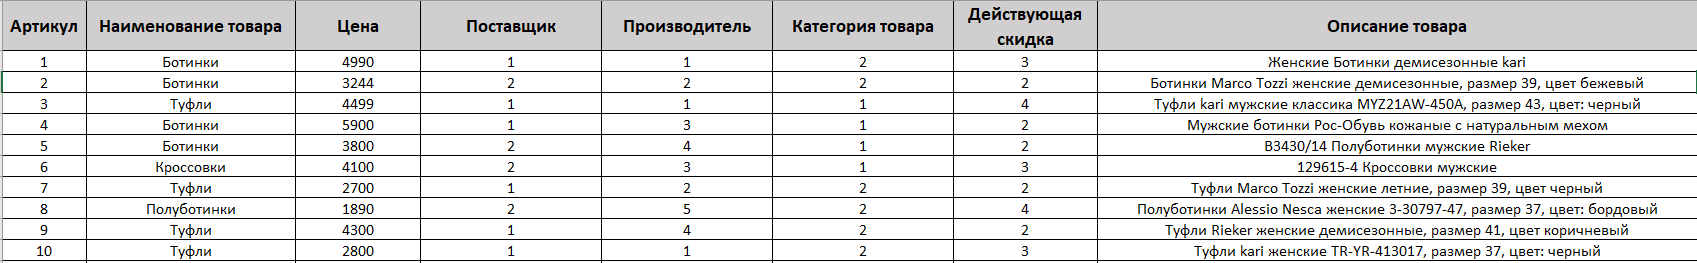 Артикул Наименование товара Цена Поставщик Производитель Категория товара Действующая скидка Описание товара
1 Ботинки 4990 1 1 2 3 Женские Ботинки демисезонные kari
2 Ботинки 3244 2 2 2 2 Ботинки Marco Tozzi женские демисезонные, размер 39, цвет бежевый
3 Туфли 4499 1 1 1 4 Туфли kari мужские классика MYZ21AW-450A, размер 43, цвет: черный
4 Ботинки 5900 1 3 1 2 Мужские ботинки Рос-Обувь кожаные с натуральным мехом
5 Ботинки 3800 2 4 1 2 B3430/14 Полуботинки мужские Rieker
6 Кроссовки 4100 2 3 1 3 129615-4 Кроссовки мужские
7 Туфли 2700 1 2 2 2 Туфли Marco Tozzi женские летние, размер 39, цвет черный
8 Полуботинки 1890 2 5 2 4 Полуботинки Alessio Nesca женские 3-30797-47, размер 37, цвет: бордовый
9 Туфли 4300 1 4 2 2 Туфли Rieker женские демисезонные, размер 41, цвет коричневый
10 Туфли 2800 1 1 2 3 Туфли kari женские TR-YR-413017, размер 37, цвет: черный